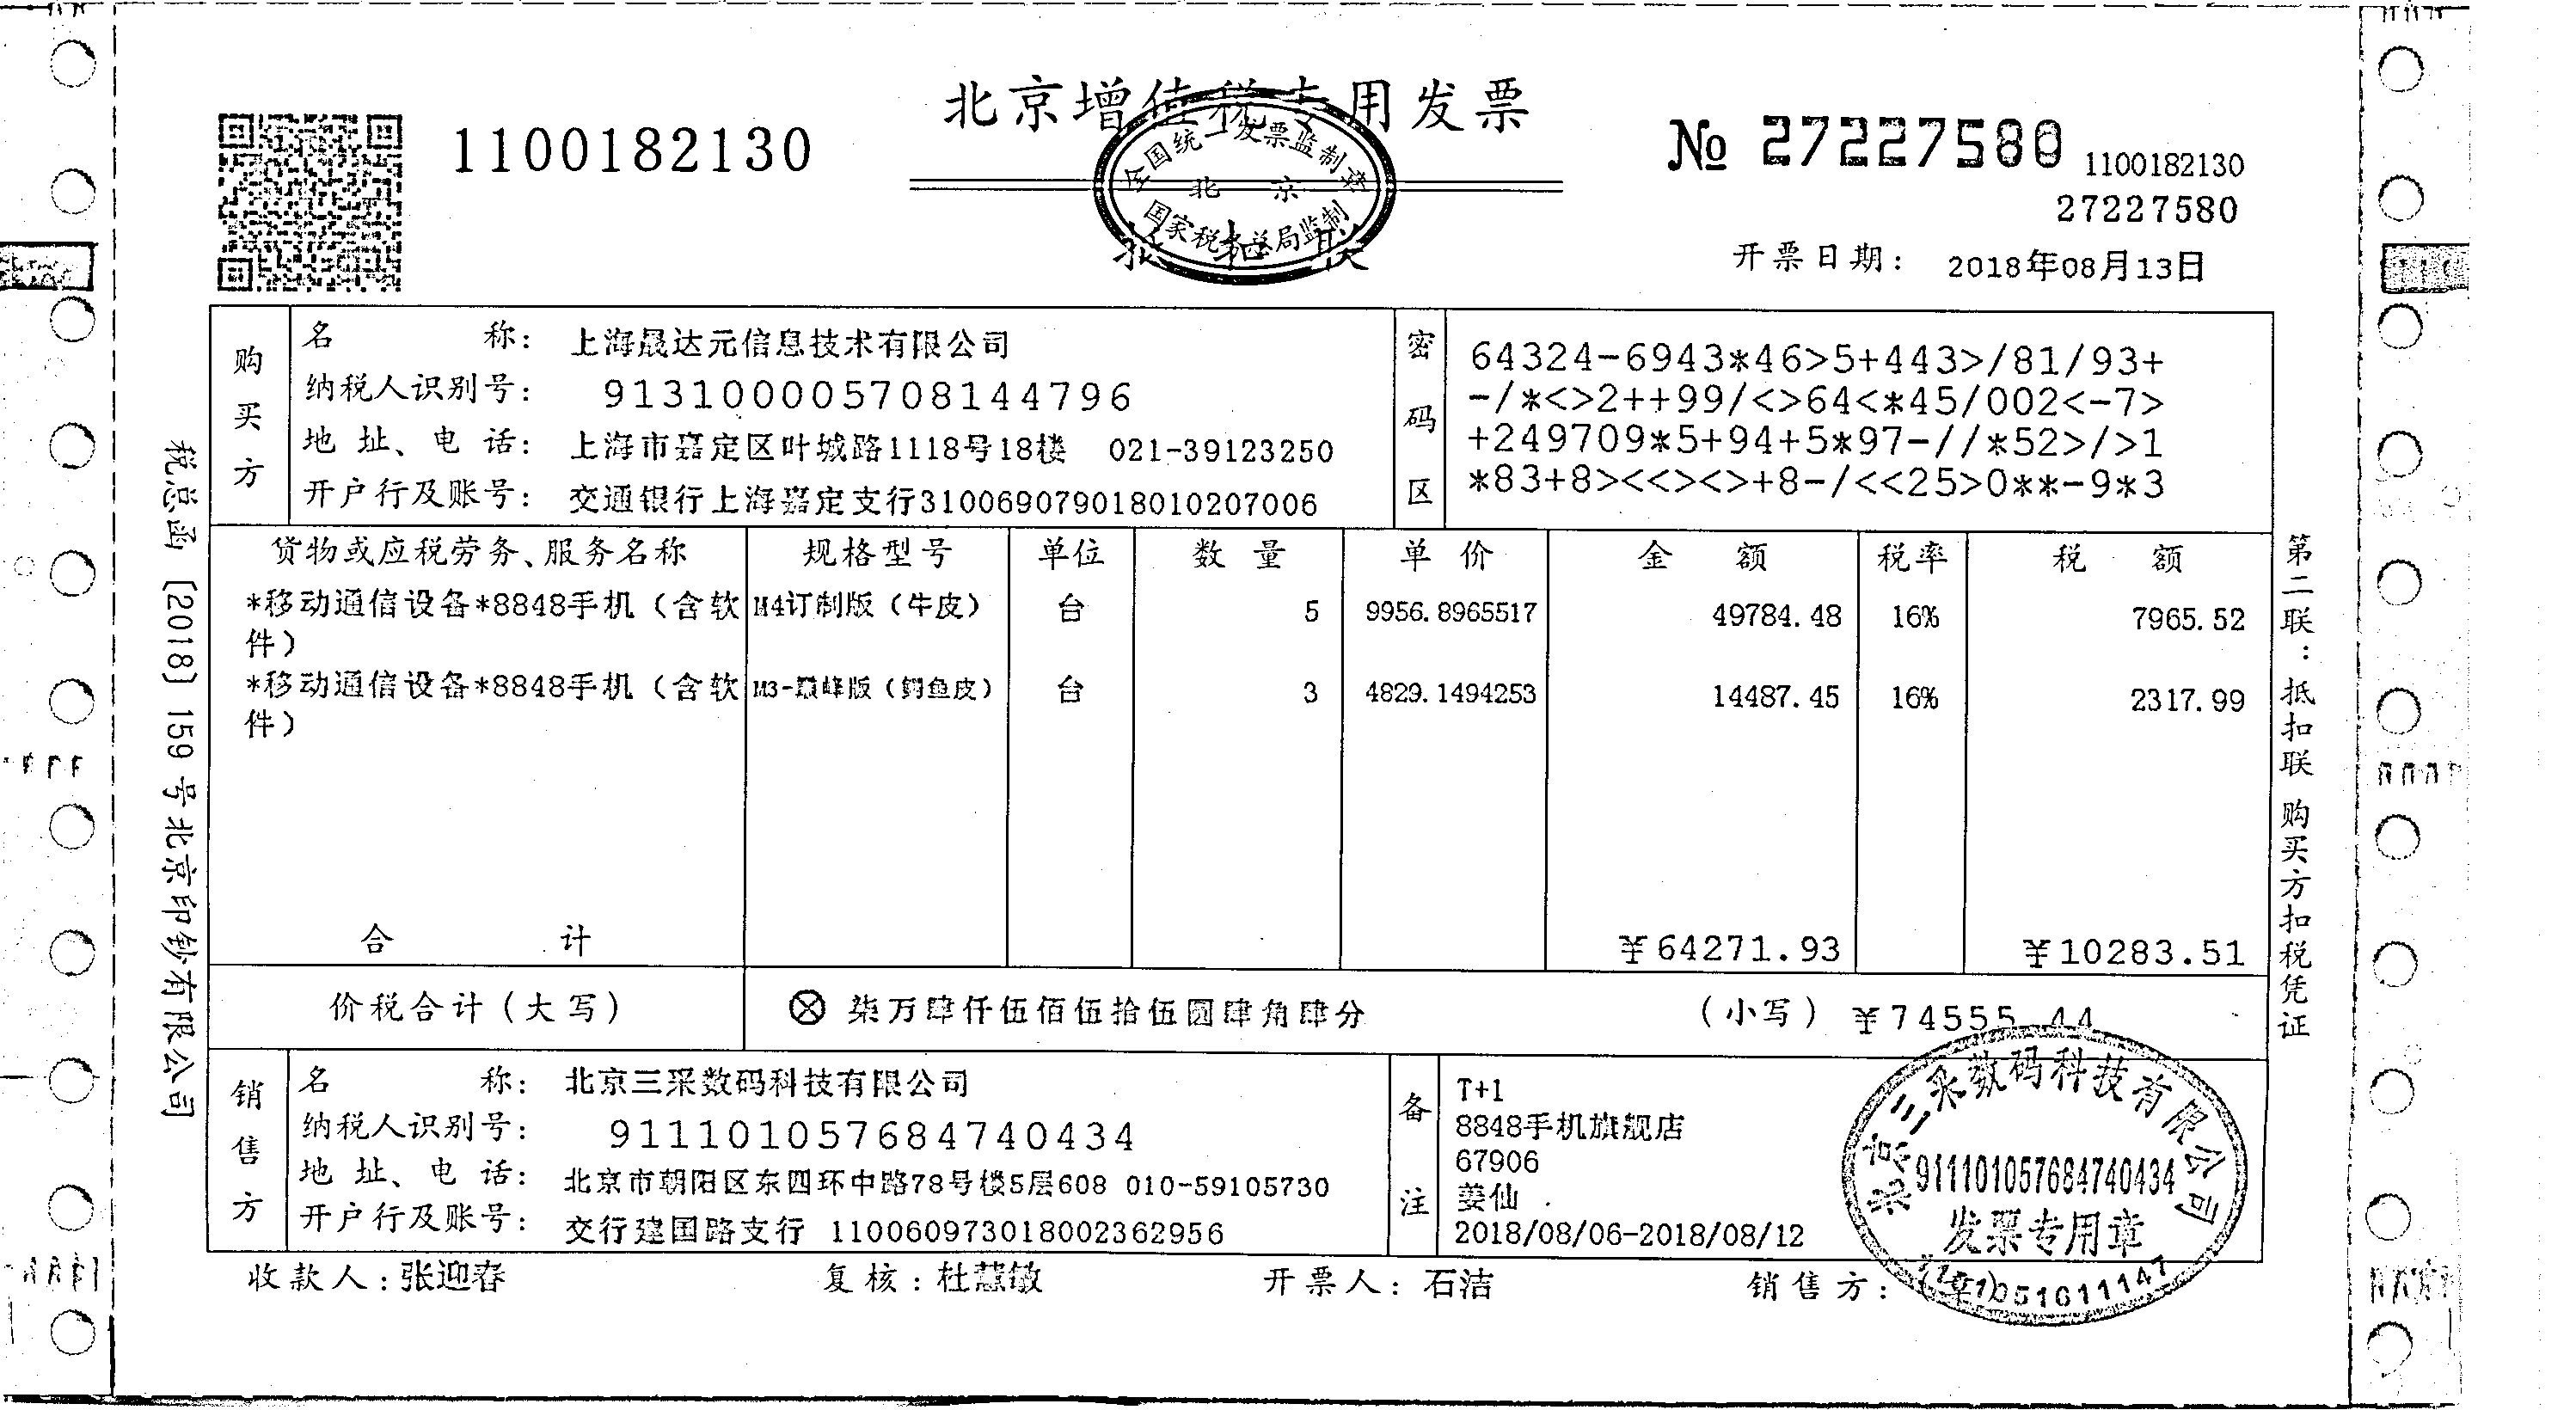 北京增值税专用发票
1100182130
№ 27227580
1100182130
27227580
全国统一发票监制章
北京
国家税务总局监制
抵扣联
开票日期： 2018年08月13日
购买方
名称： 上海晟达元信息技术有限公司
纳税人识别号： 913100005708144796
地址、电话： 上海市嘉定区叶城路1118号18楼 021-39123250
开户行及账号： 交通银行上海嘉定支行310069079018010207006
密码区
64324-6943*46>5+443>/81/93+
-/*<>2++99/<>64<*45/002<-7>
+249709*5+94+5*97-//*52>/>1
*83+8><<><>+8-/<<25>0**-9*3
货物或应税劳务、服务名称 规格型号 单位 数量 单价 金额 税率 税额
*移动通信设备*8848手机（含软 M4订制版（牛皮） 台 5 9956.8965517 49784.48 16% 7965.52
件）
*移动通信设备*8848手机（含软 M3-巅峰版（鳄鱼皮） 台 3 4829.1494253 14487.45 16% 2317.99
件）
合计 ￥64271.93 ￥10283.51
价税合计（大写） ⊗ 柒万肆仟伍佰伍拾伍圆肆角肆分 （小写） ￥74555.44
销售方
名称： 北京三采数码科技有限公司
纳税人识别号： 911101057684740434
地址、电话： 北京市朝阳区东四环中路78号楼5层608 010-59105730
开户行及账号： 交行建国路支行 110060973018002362956
备注
T+1
8848手机旗舰店
67906
姜仙
2018/08/06-2018/08/12
收款人：张迎春 复核：杜慧敏 开票人：石洁 销售方：（章）
北京三采数码科技有限公司
911101057684740434
发票专用章
税总函〔2018〕159号北京印钞有限公司
第二联：抵扣联 购买方扣税凭证